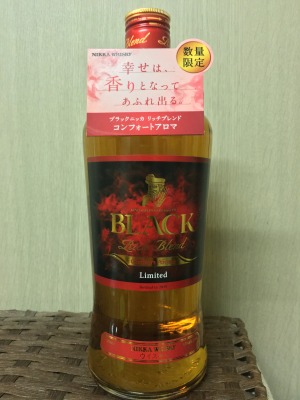 NIKKA WHISKY
数量
限定
幸せは、
香りとなって
あふれ出る。
ブラックニッカ リッチブレンド
コンフォートアロマ
BLACK
Rich Blend
Limited
NIKKA WHISKY